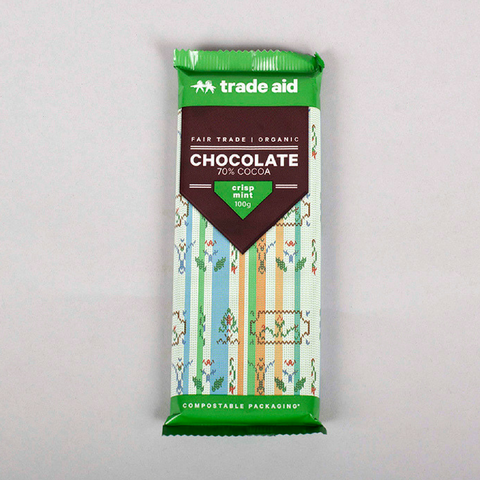 trade aid
FAIR TRADE | ORGANIC
CHOCOLATE
70% COCOA
crisp
mint
100g
COMPOSTABLE PACKAGING*